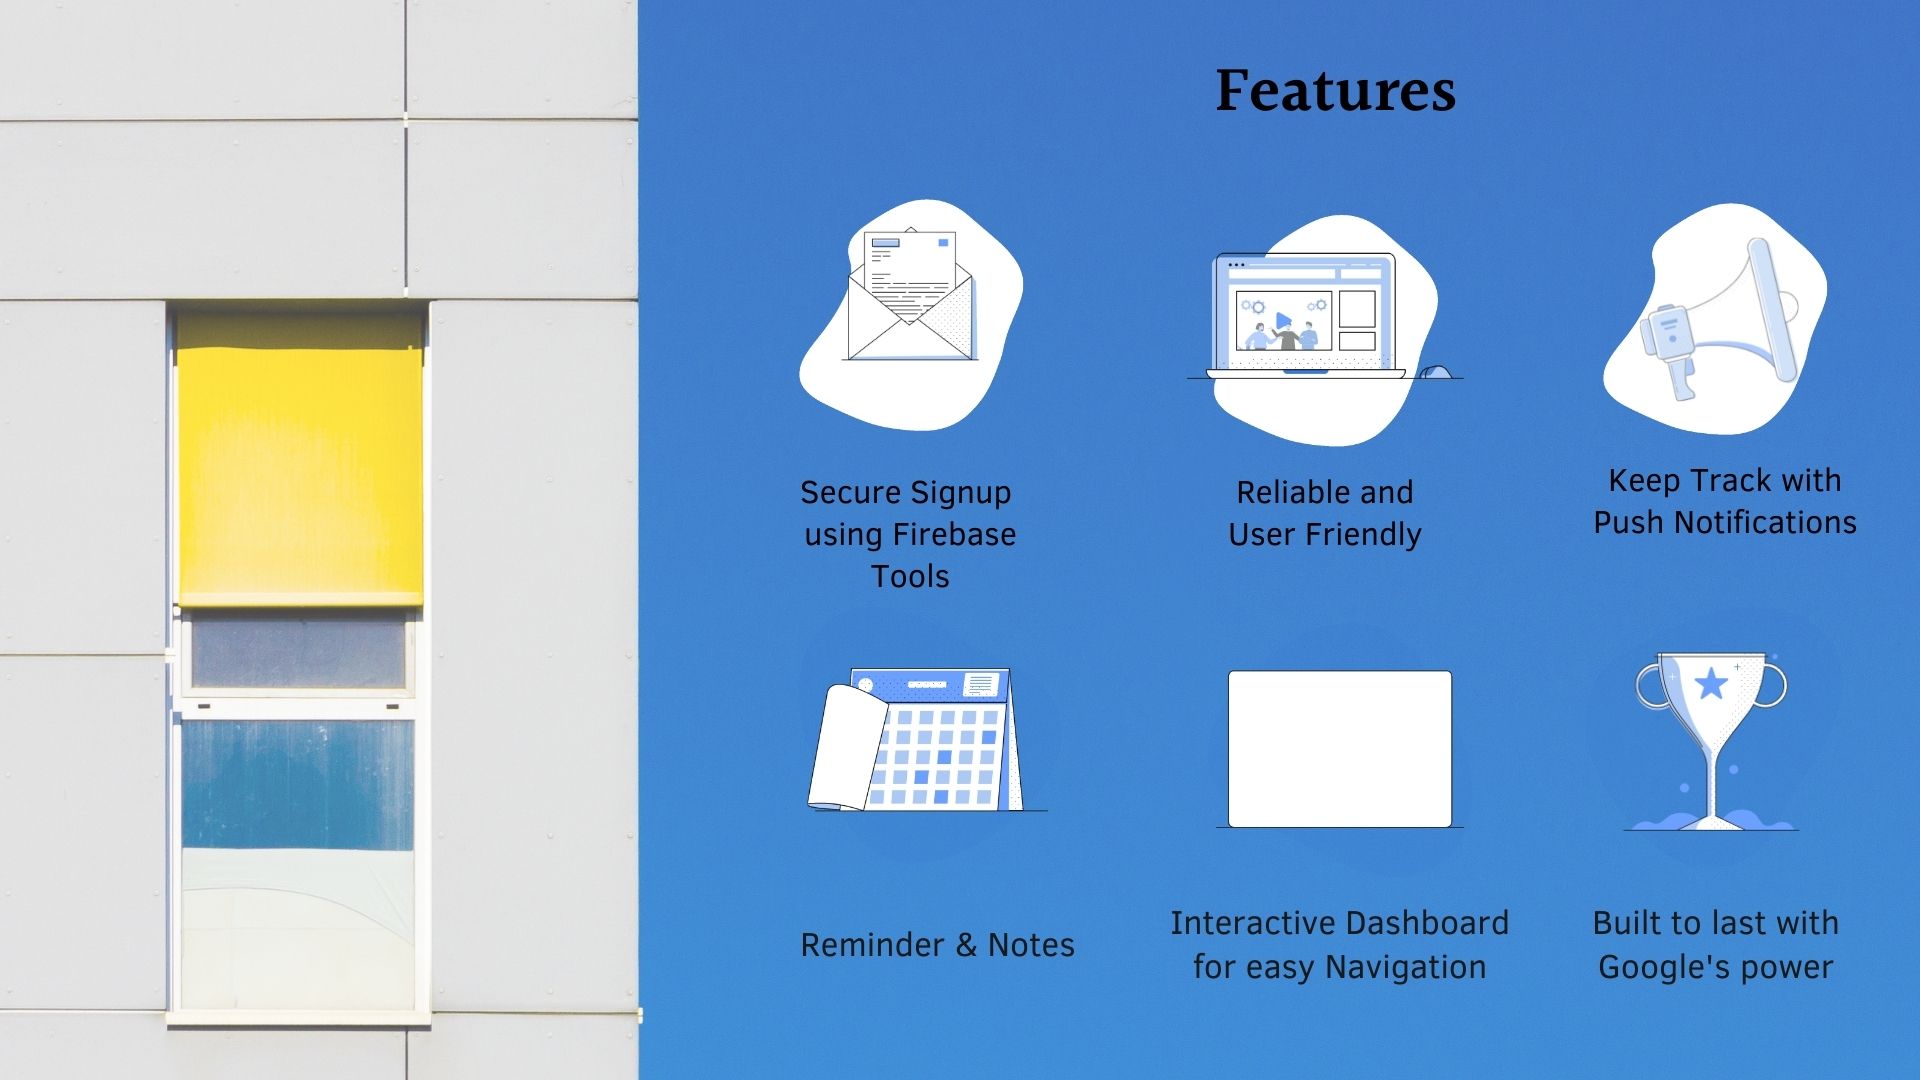 Features
Secure Signup
using Firebase
Tools
Reliable and
User Friendly
Keep Track with
Push Notifications
Reminder & Notes
Interactive Dashboard
for easy Navigation
Built to last with
Google's power